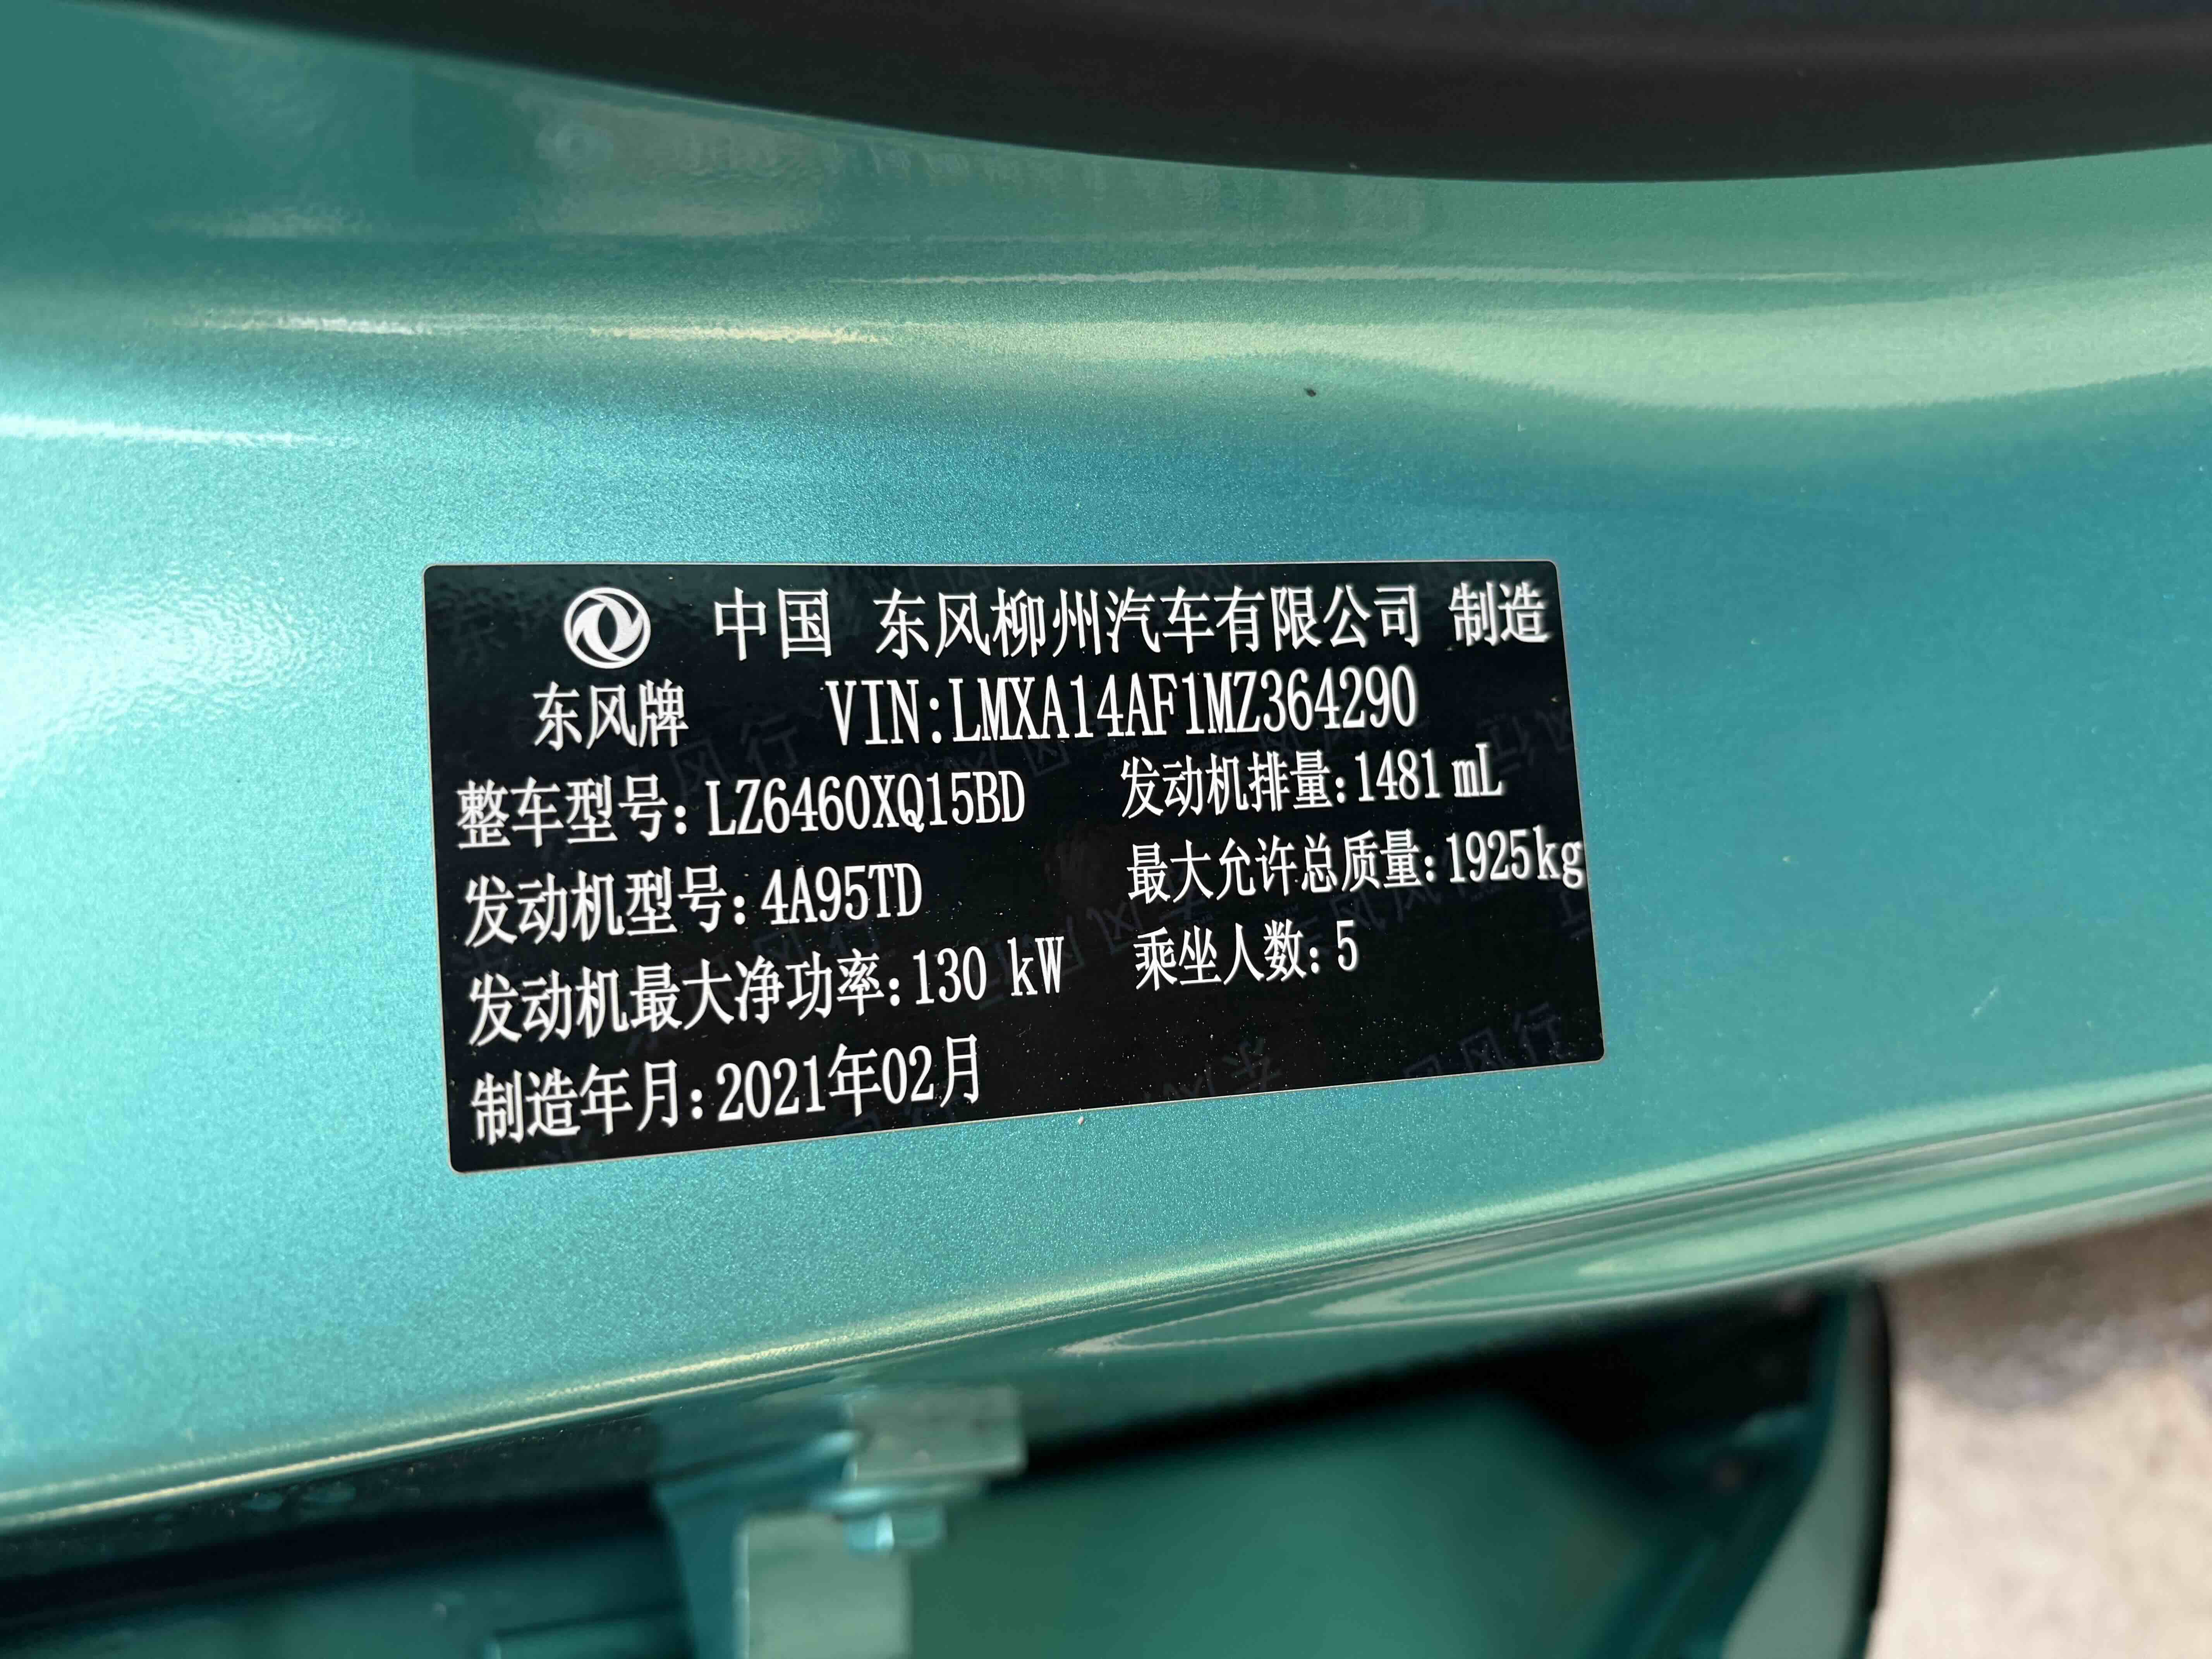 中国 东风柳州汽车有限公司 制造
东风牌 VIN:LMXA14AF1MZ364290
整车型号: LZ6460XQ15BD 发动机排量:1481 mL
发动机型号:4A95TD 最大允许总质量:1925kg
发动机最大净功率:130 kW 乘坐人数: 5
制造年月:2021年02月